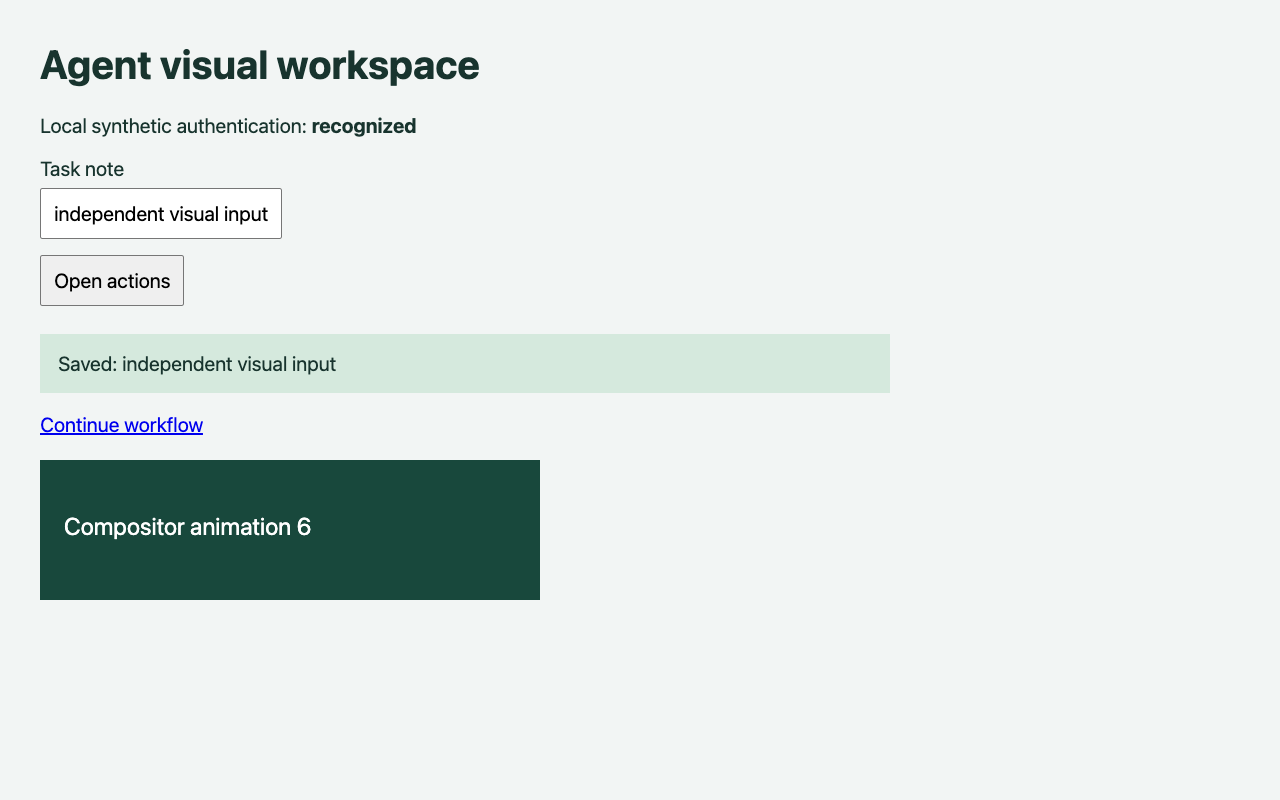 Agent visual workspace
Local synthetic authentication: recognized
Task note
independent visual input
Open actions
Saved: independent visual input
Continue workflow
Compositor animation 6